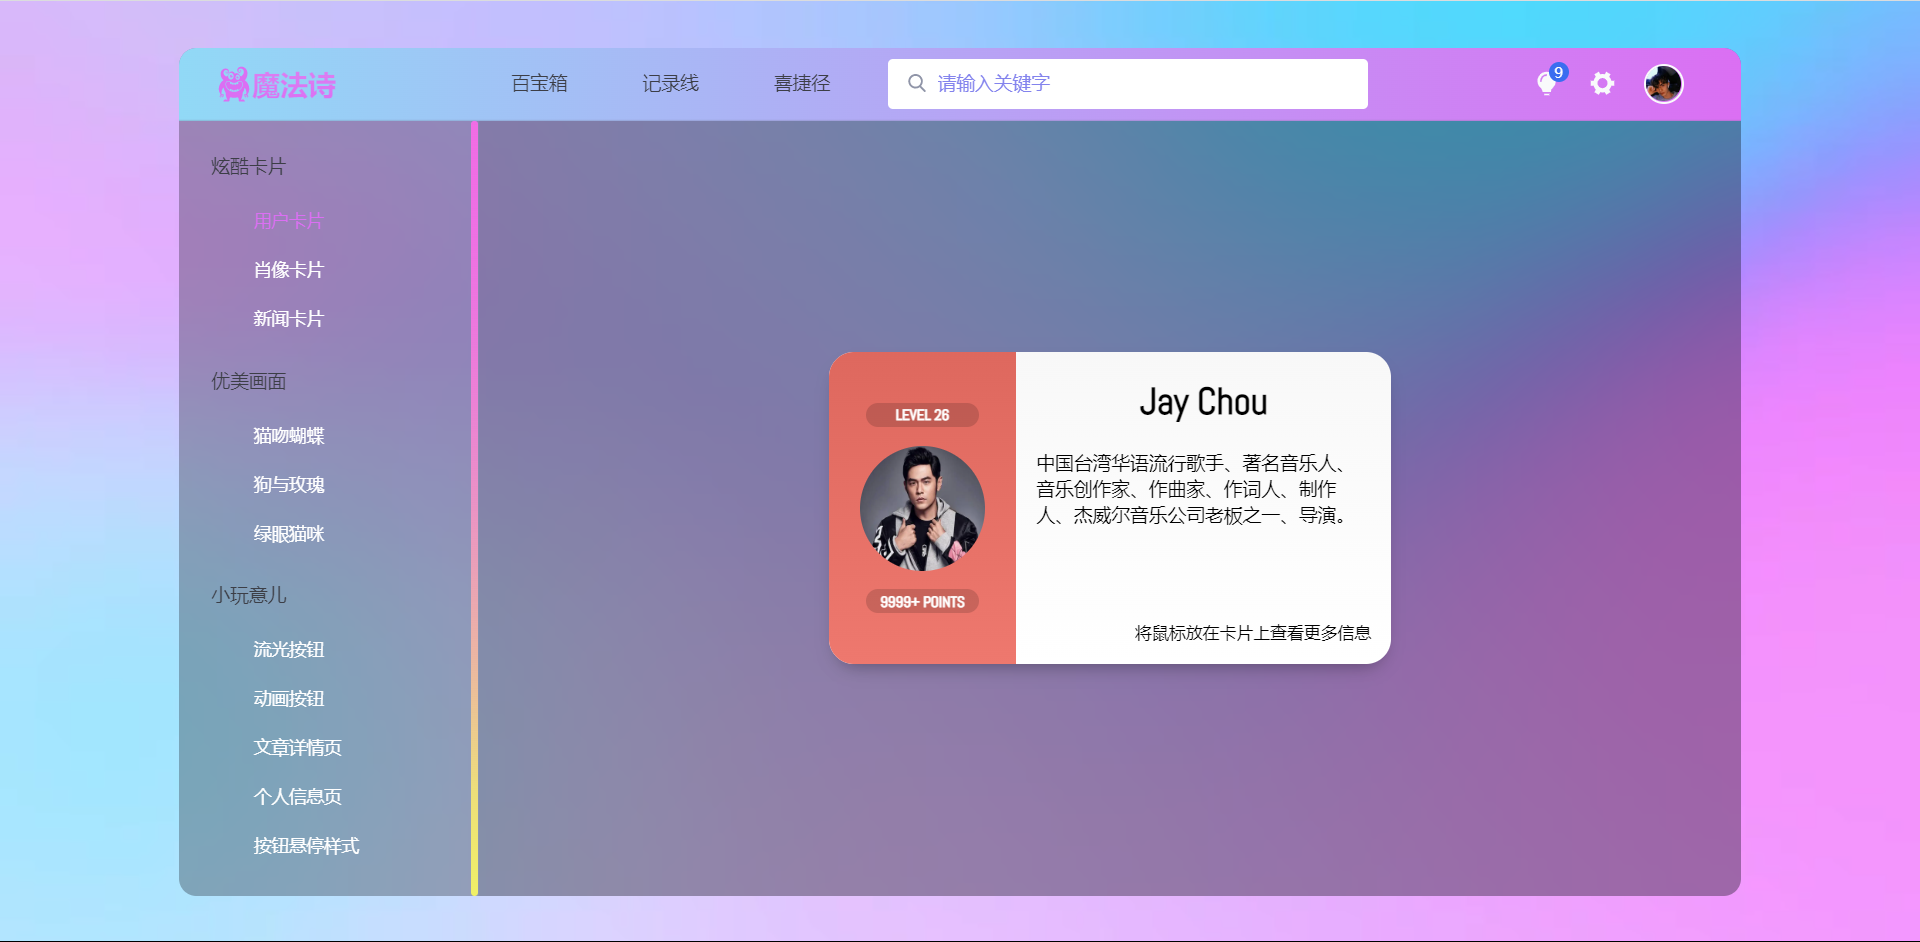 魔法诗
百宝箱
记录线
喜捷径
请输入关键字
9
炫酷卡片
用户卡片
肖像卡片
新闻卡片
优美画面
猫吻蝴蝶
狗与玫瑰
绿眼猫咪
小玩意儿
流光按钮
动画按钮
文章详情页
个人信息页
按钮悬停样式
LEVEL 26
9999+ POINTS
Jay Chou
中国台湾华语流行歌手、著名音乐人、
音乐创作家、作曲家、作词人、制作
人、杰威尔音乐公司老板之一、导演。
将鼠标放在卡片上查看更多信息